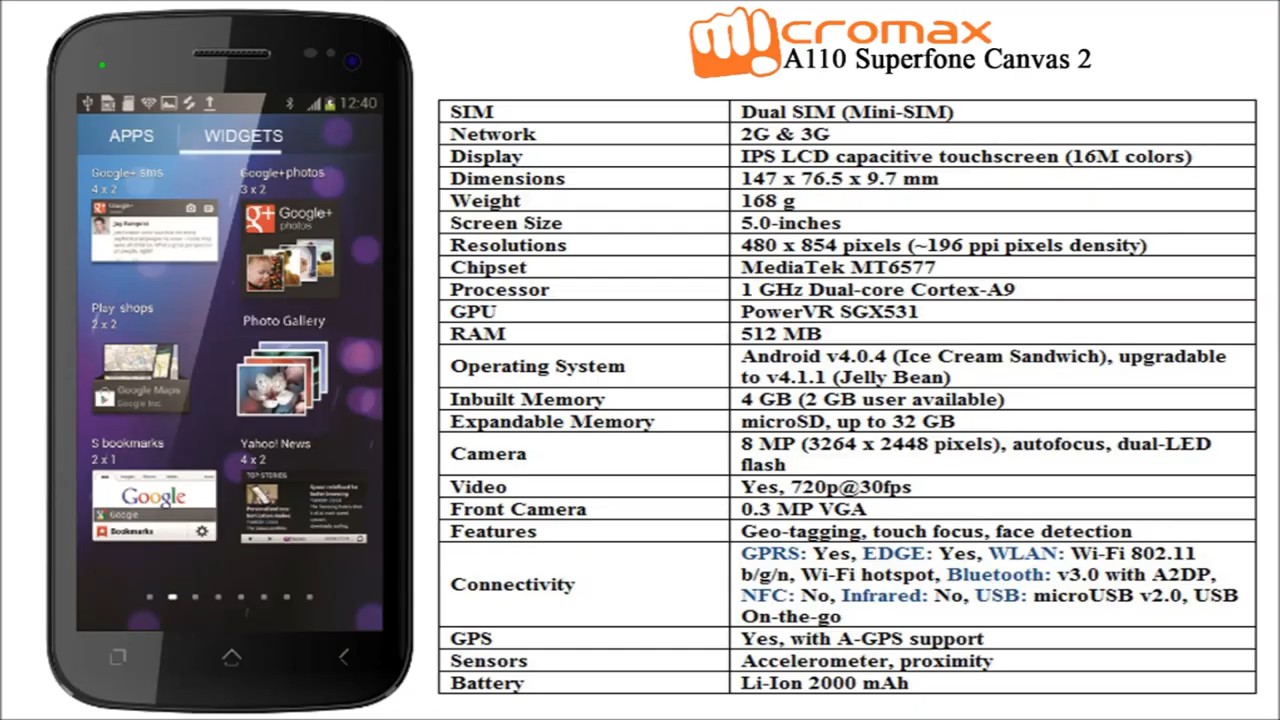 cromax
A110 Superfone Canvas 2
12:40
APPS WIDGETS
Google+ sms
4 x 2
Google+photos
3 x 2
Google+
photos
Play shops
2 x 2
Google Maps
Google Inc.
Photo Gallery
S bookmarks
2 x 1
Google
Google
Bookmarks
Yahoo! News
4 x 2
TOP STORIES
SIM Dual SIM (Mini-SIM)
Network 2G & 3G
Display IPS LCD capacitive touchscreen (16M colors)
Dimensions 147 x 76.5 x 9.7 mm
Weight 168 g
Screen Size 5.0-inches
Resolutions 480 x 854 pixels (~196 ppi pixels density)
Chipset MediaTek MT6577
Processor 1 GHz Dual-core Cortex-A9
GPU PowerVR SGX531
RAM 512 MB
Operating System Android v4.0.4 (Ice Cream Sandwich), upgradable
to v4.1.1 (Jelly Bean)
Inbuilt Memory 4 GB (2 GB user available)
Expandable Memory microSD, up to 32 GB
Camera 8 MP (3264 x 2448 pixels), autofocus, dual-LED
flash
Video Yes, 720p@30fps
Front Camera 0.3 MP VGA
Features Geo-tagging, touch focus, face detection
Connectivity GPRS: Yes, EDGE: Yes, WLAN: Wi-Fi 802.11
b/g/n, Wi-Fi hotspot, Bluetooth: v3.0 with A2DP,
NFC: No, Infrared: No, USB: microUSB v2.0, USB
On-the-go
GPS Yes, with A-GPS support
Sensors Accelerometer, proximity
Battery Li-Ion 2000 mAh